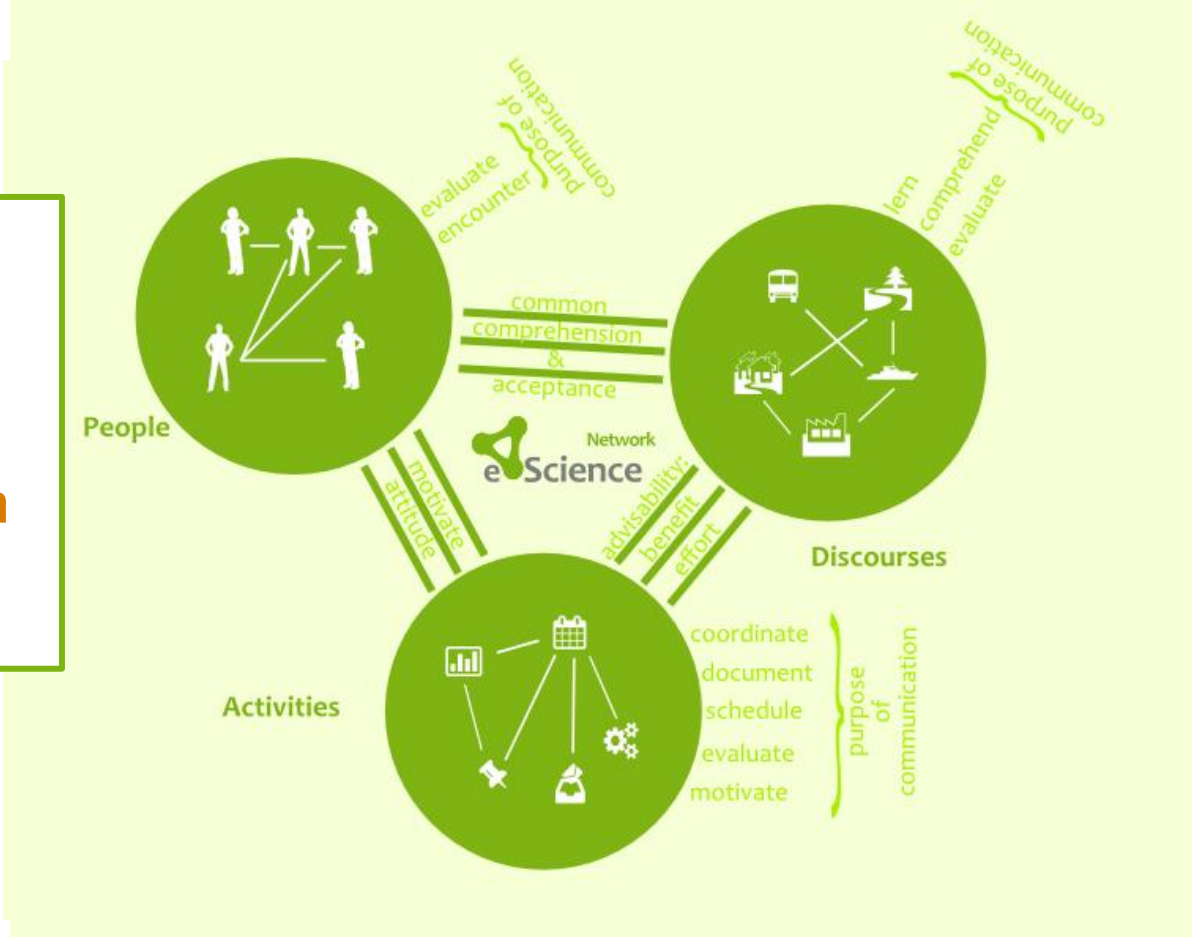 purpose of
communication
evaluate
encounter
purpose of
communication
lern
comprehend
evaluate
common
comprehension
&
acceptance
People
Network
eScience
motivate
attitude
advisability:
benefit
effort
Discourses
Activities
coordinate
document
schedule
evaluate
motivate
purpose
of
communication